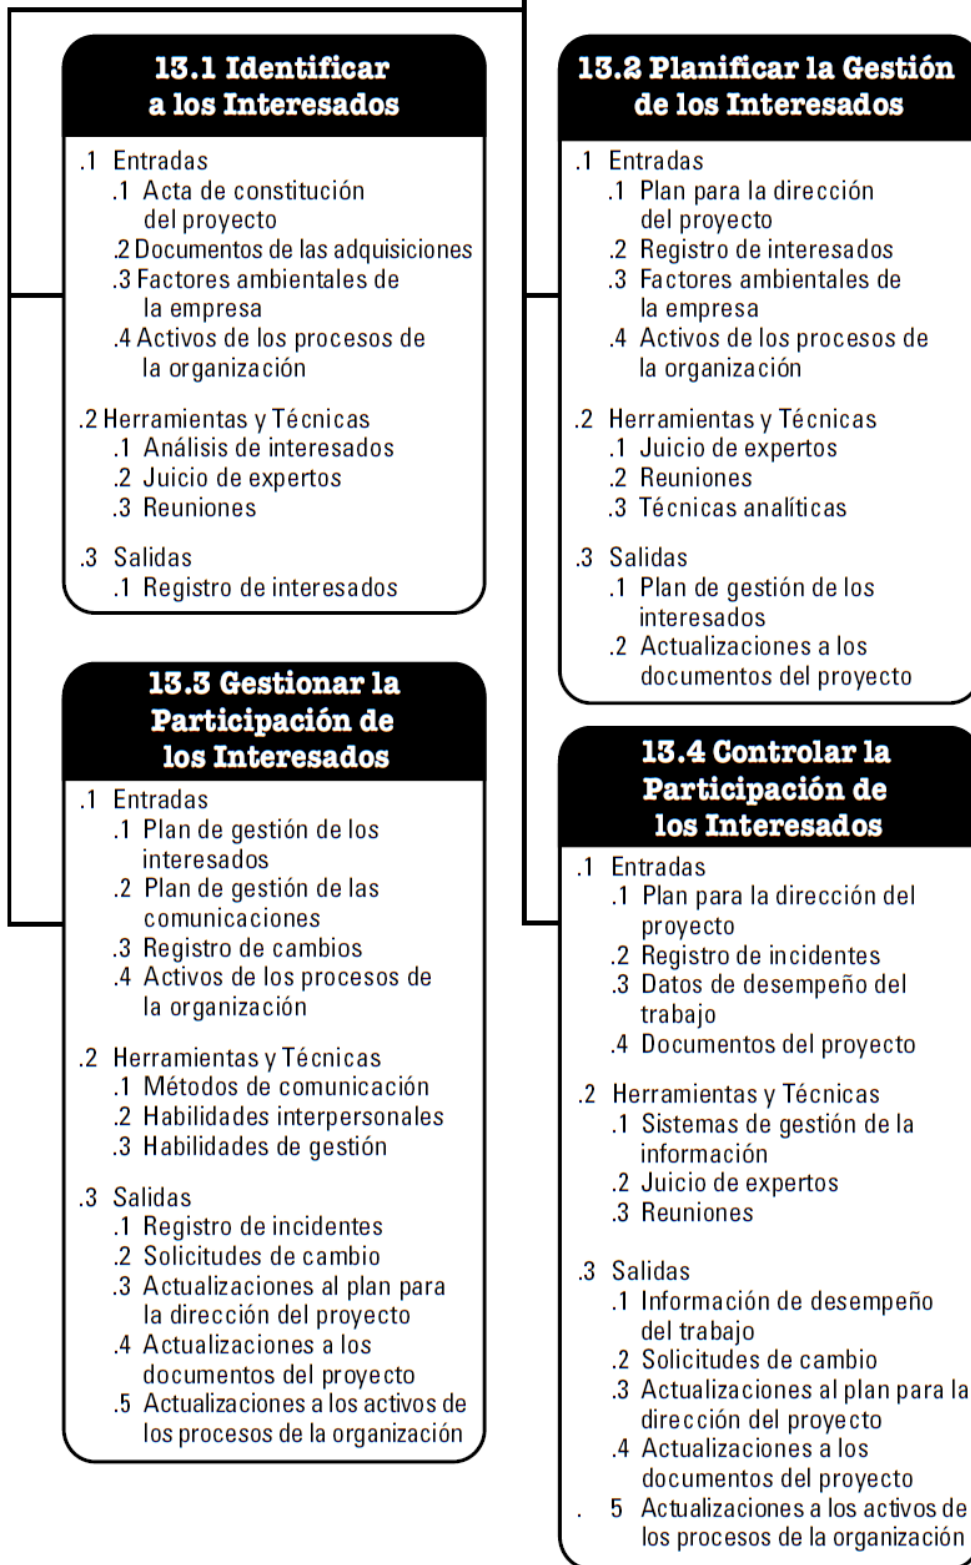 13.1 Identificar
a los Interesados
.1 Entradas
.1 Acta de constitución
del proyecto
.2 Documentos de las adquisiciones
.3 Factores ambientales de
la empresa
.4 Activos de los procesos de
la organización
.2 Herramientas y Técnicas
.1 Análisis de interesados
.2 Juicio de expertos
.3 Reuniones
.3 Salidas
.1 Registro de interesados
13.2 Planificar la Gestión
de los Interesados
.1 Entradas
.1 Plan para la dirección
del proyecto
.2 Registro de interesados
.3 Factores ambientales de
la empresa
.4 Activos de los procesos de
la organización
.2 Herramientas y Técnicas
.1 Juicio de expertos
.2 Reuniones
.3 Técnicas analíticas
.3 Salidas
.1 Plan de gestión de los
interesados
.2 Actualizaciones a los
documentos del proyecto
13.3 Gestionar la
Participación de
los Interesados
.1 Entradas
.1 Plan de gestión de los
interesados
.2 Plan de gestión de las
comunicaciones
.3 Registro de cambios
.4 Activos de los procesos de
la organización
.2 Herramientas y Técnicas
.1 Métodos de comunicación
.2 Habilidades interpersonales
.3 Habilidades de gestión
.3 Salidas
.1 Registro de incidentes
.2 Solicitudes de cambio
.3 Actualizaciones al plan para
la dirección del proyecto
.4 Actualizaciones a los
documentos del proyecto
.5 Actualizaciones a los activos de
los procesos de la organización
13.4 Controlar la
Participación de
los Interesados
.1 Entradas
.1 Plan para la dirección del
proyecto
.2 Registro de incidentes
.3 Datos de desempeño del
trabajo
.4 Documentos del proyecto
.2 Herramientas y Técnicas
.1 Sistemas de gestión de la
información
.2 Juicio de expertos
.3 Reuniones
.3 Salidas
.1 Información de desempeño
del trabajo
.2 Solicitudes de cambio
.3 Actualizaciones al plan para la
dirección del proyecto
.4 Actualizaciones a los
documentos del proyecto
. 5 Actualizaciones a los activos de
los procesos de la organización